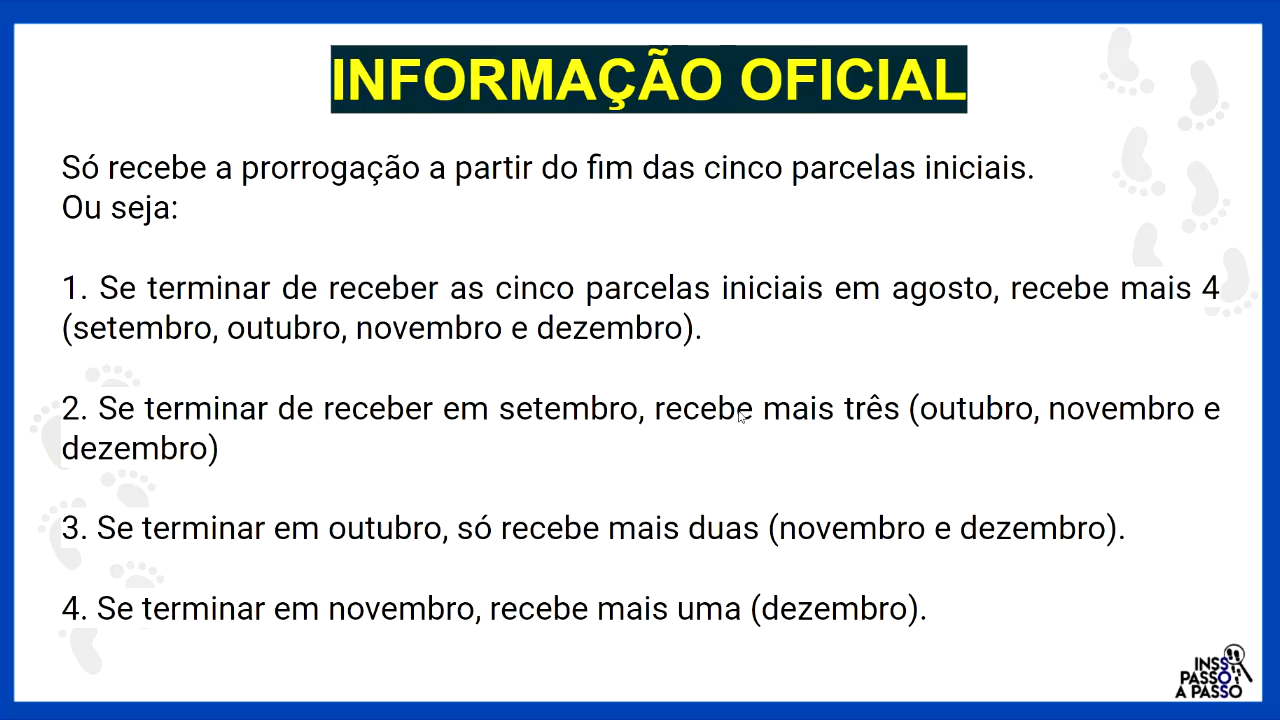 INFORMAÇÃO OFICIAL
Só recebe a prorrogação a partir do fim das cinco parcelas iniciais.
Ou seja:
1. Se terminar de receber as cinco parcelas iniciais em agosto, recebe mais 4
(setembro, outubro, novembro e dezembro).
2. Se terminar de receber em setembro, recebe mais três (outubro, novembro e
dezembro)
3. Se terminar em outubro, só recebe mais duas (novembro e dezembro).
4. Se terminar em novembro, recebe mais uma (dezembro).
INSS
PASSO
A PASSO